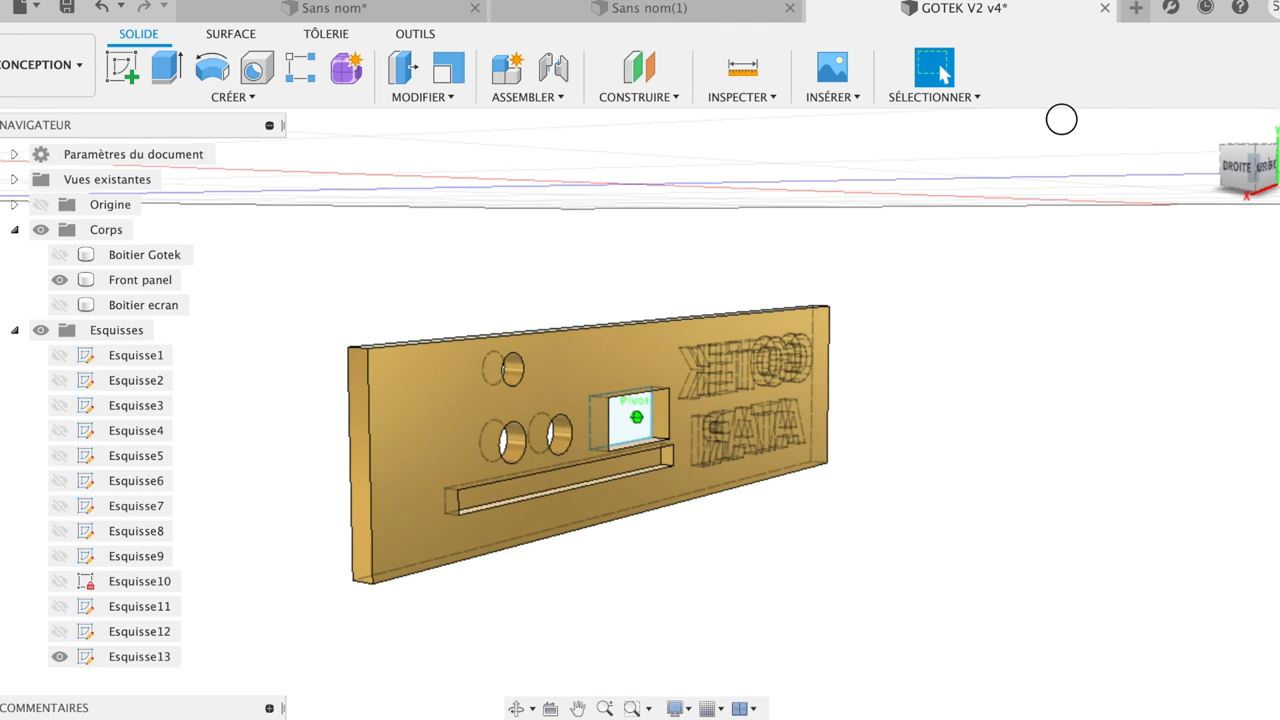 Sans nom*
Sans nom(1)
GOTEK V2 v4*
SOLIDE
SURFACE
TÔLERIE
OUTILS
CONCEPTION
CRÉER
MODIFIER
ASSEMBLER
CONSTRUIRE
INSPECTER
INSÉRER
SÉLECTIONNER
NAVIGATEUR
Paramètres du document
Vues existantes
Origine
Corps
Boitier Gotek
Front panel
Boitier ecran
Esquisses
Esquisse1
Esquisse2
Esquisse3
Esquisse4
Esquisse5
Esquisse6
Esquisse7
Esquisse8
Esquisse9
Esquisse10
Esquisse11
Esquisse12
Esquisse13
DROITE
X
Y
Pivot
GOTEK
ATARI
COMMENTAIRES